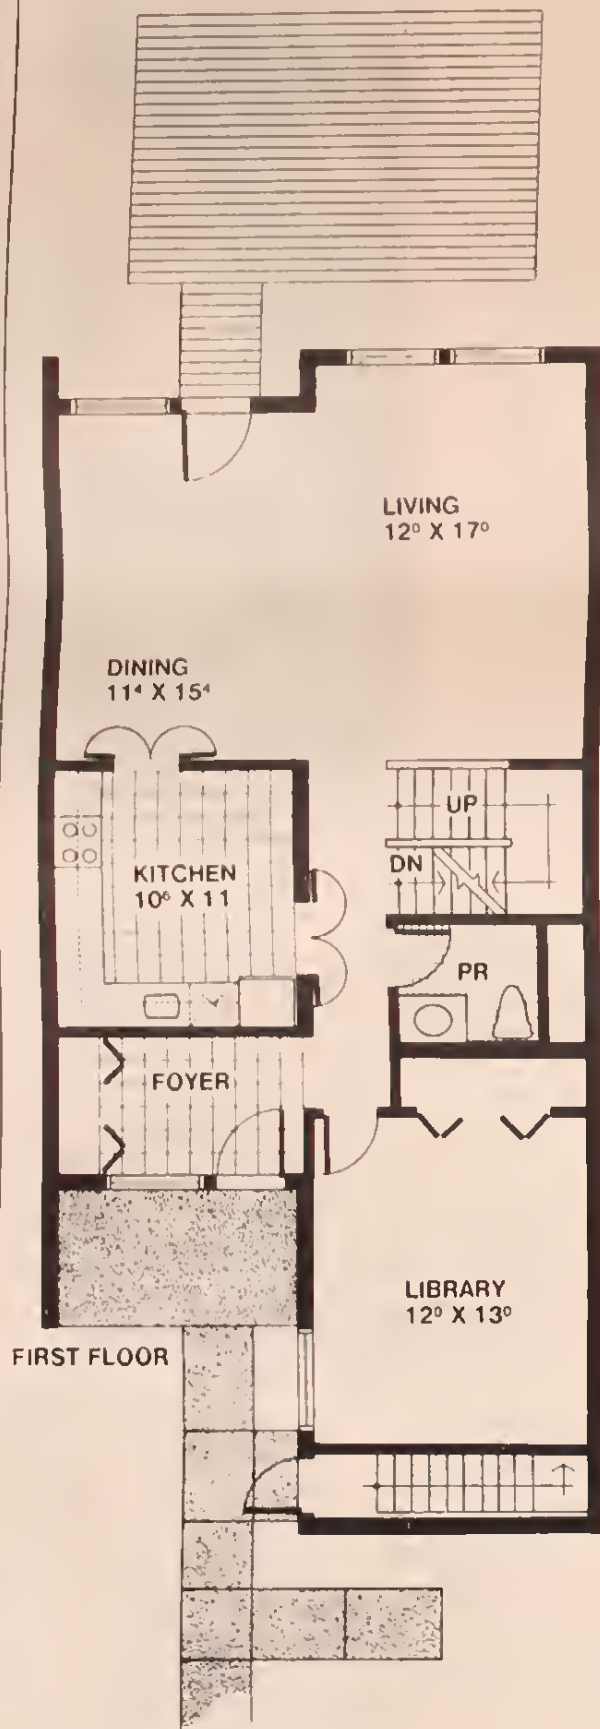 LIVING
12⁰ X 17⁰
DINING
11⁴ X 15⁴
UP
DN
KITCHEN
10⁶ X 11
PR
FOYER
LIBRARY
12⁰ X 13⁰
FIRST FLOOR